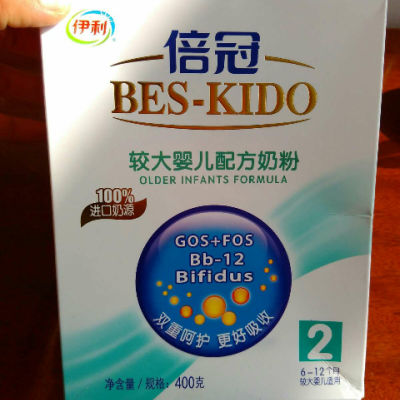 伊利
倍冠
BES-KIDO
较大婴儿配方奶粉
OLDER INFANTS FORMULA
100%
进口奶源
GOS+FOS
Bb-12
Bifidus
双重呵护 更好吸收
2
6-12个月
较大婴儿适用
净含量/规格: 400克